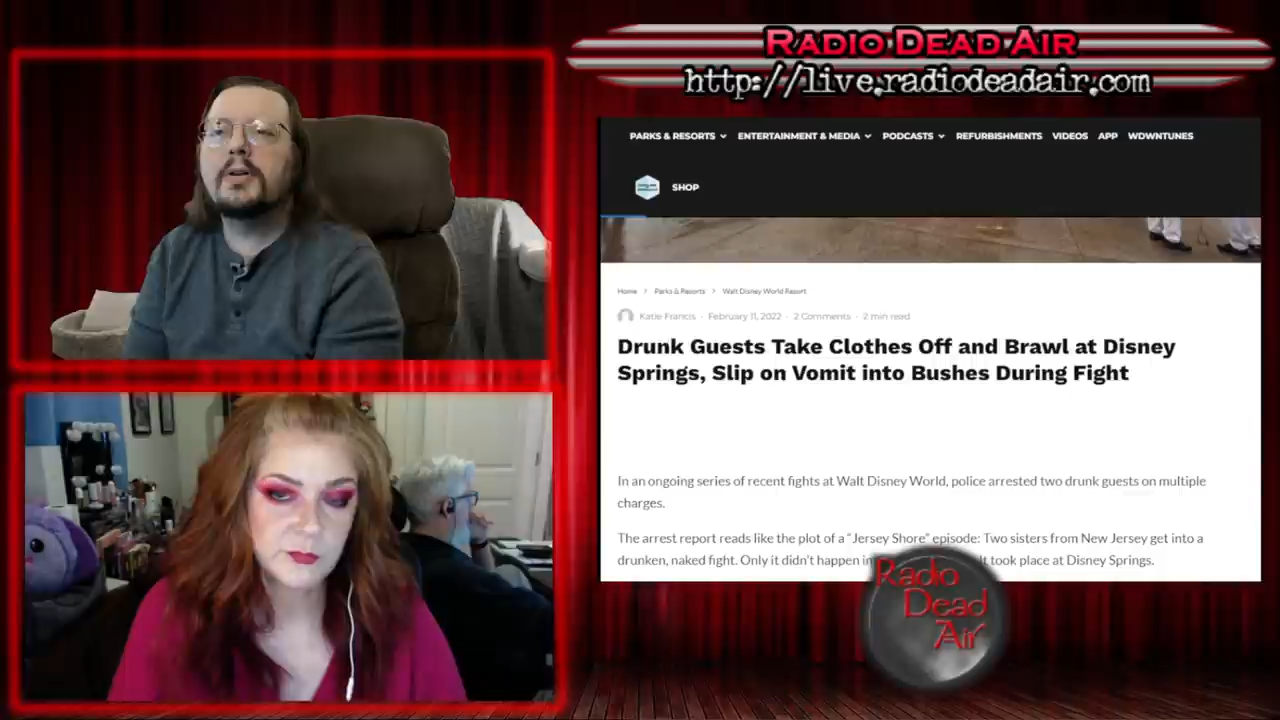 Radio Dead Air
http://live.radiodeadair.com
PARKS & RESORTS ENTERTAINMENT & MEDIA PODCASTS REFURBISHMENTS VIDEOS APP WDWNTUNES
SHOP
Home > Parks & Resorts > Walt Disney World Resort
Katie Francis · February 11, 2022 · 2 Comments · 2 min read
Drunk Guests Take Clothes Off and Brawl at Disney
Springs, Slip on Vomit into Bushes During Fight
In an ongoing series of recent fights at Walt Disney World, police arrested two drunk guests on multiple
charges.
The arrest report reads like the plot of a “Jersey Shore” episode: Two sisters from New Jersey get into a
drunken, naked fight. Only it didn’t happen in It took place at Disney Springs.
Radio
Dead
Air